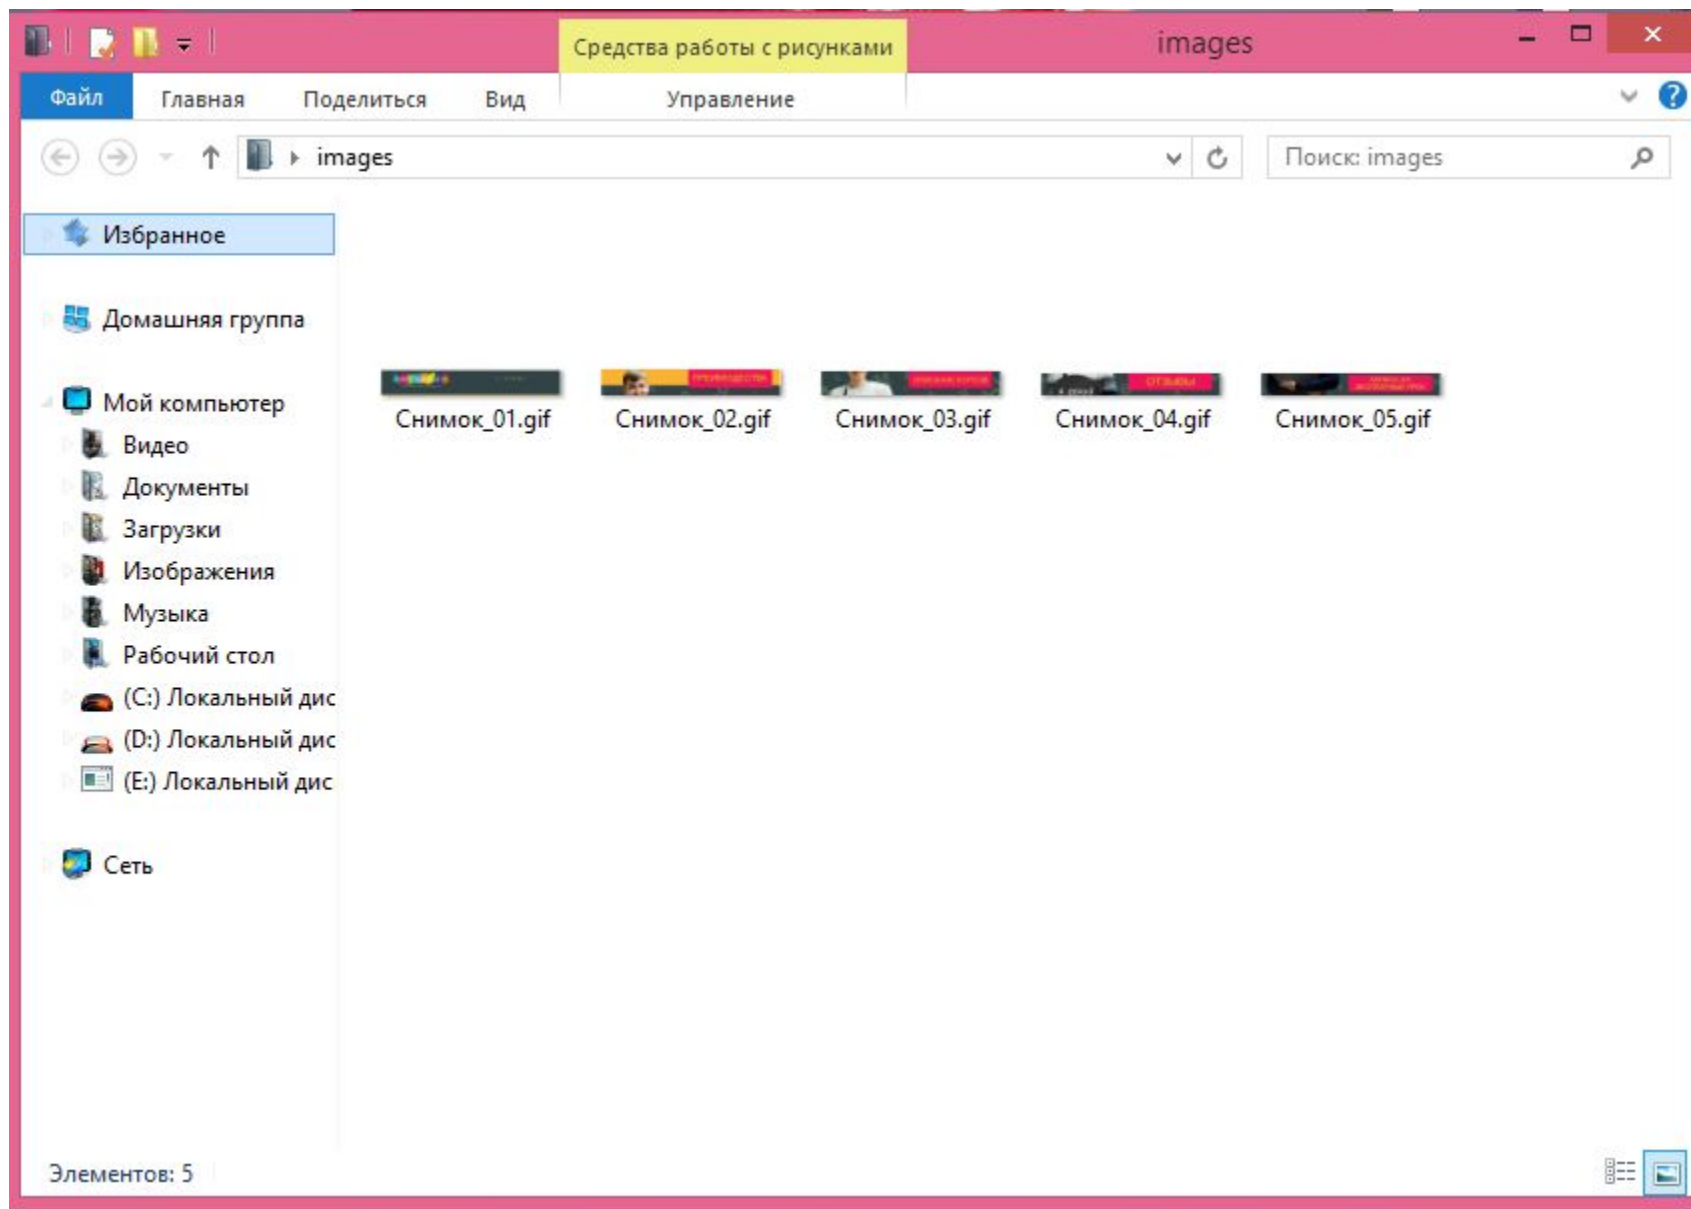 Средства работы с рисунками
images
Файл
Главная
Поделиться
Вид
Управление
images
Поиск: images
Избранное
Домашняя группа
Мой компьютер
Видео
Документы
Загрузки
Изображения
Музыка
Рабочий стол
(C:) Локальный дис
(D:) Локальный дис
(E:) Локальный дис
Сеть
ПРЕИМУЩЕСТВА
ОТЗЫВЫ
Снимок_01.gif
Снимок_02.gif
Снимок_03.gif
Снимок_04.gif
Снимок_05.gif
Элементов: 5